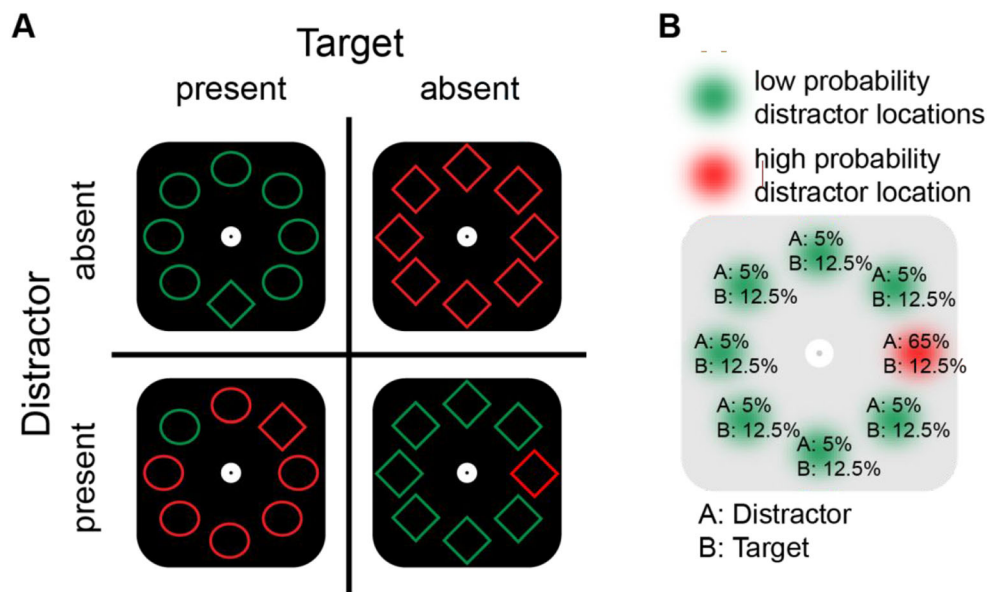 A
Target
present
absent
Distractor
absent
present
B
low probability
distractor locations
high probability
distractor location
A: 5%
B: 12.5%
A: 5%
B: 12.5%
A: 5%
B: 12.5%
A: 5%
B: 12.5%
A: 65%
B: 12.5%
A: 5%
B: 12.5%
A: 5%
B: 12.5%
A: 5%
B: 12.5%
A: Distractor
B: Target